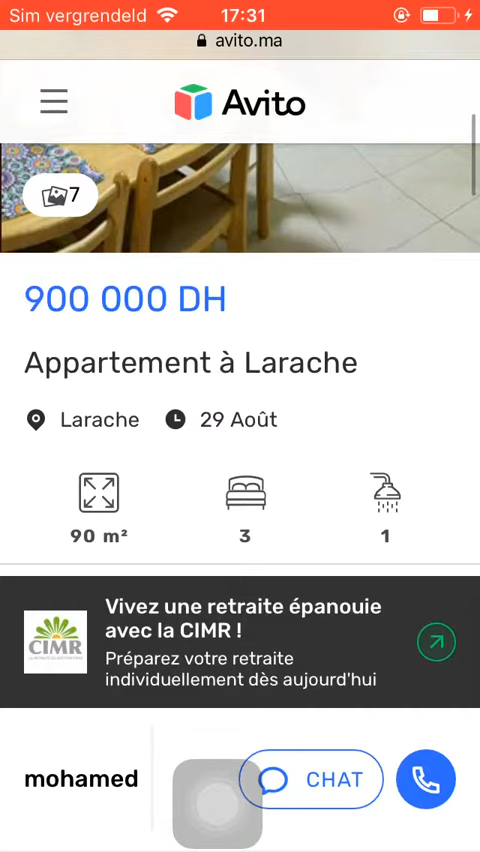 Sim vergrendeld 17:31
avito.ma
Avito
7
900 000 DH
Appartement à Larache
Larache 29 Août
90 m² 3 1
Vivez une retraite épanouie
avec la CIMR !
CIMR
Préparez votre retraite
individuellement dès aujourd'hui
mohamed CHAT